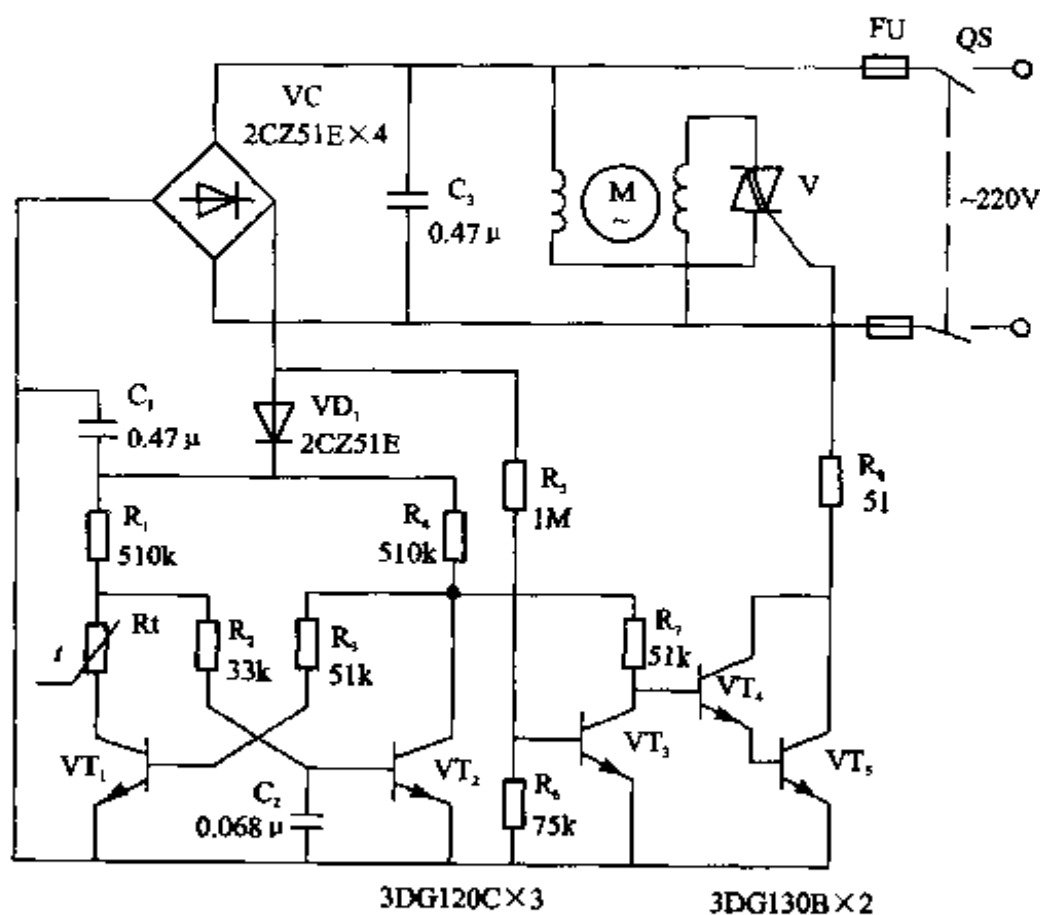 FU
QS
VC
2CZ51E×4
C₃
0.47μ
M
~
V
~220V
C₁
0.47μ
VD₁
2CZ51E
R₁
510k
R₄
510k
R₅
1M
R₈
51
Rt
t
R₂
33k
R₃
51k
R₇
51k
VT₄
VT₁
VT₂
VT₃
VT₅
C₂
0.068μ
R₆
75k
3DG120C×3
3DG130B×2